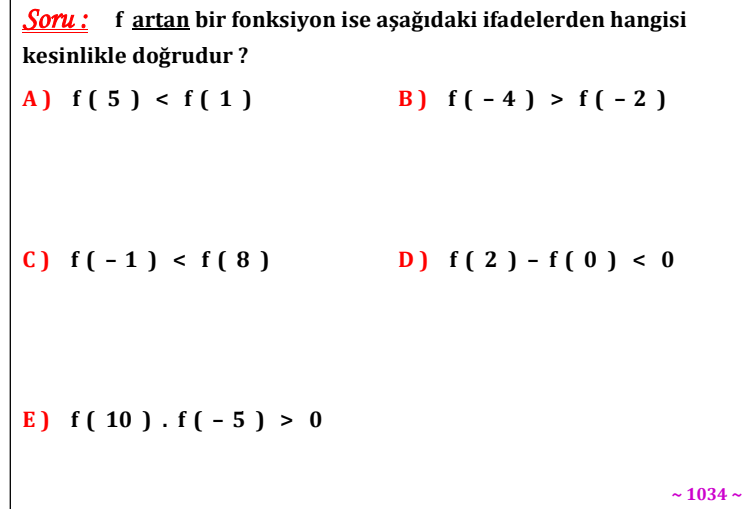 Soru : f artan bir fonksiyon ise aşağıdaki ifadelerden hangisi
kesinlikle doğrudur ?
A ) f ( 5 ) < f ( 1 ) B ) f ( – 4 ) > f ( – 2 )
C ) f ( – 1 ) < f ( 8 ) D ) f ( 2 ) – f ( 0 ) < 0
E ) f ( 10 ) . f ( – 5 ) > 0
~ 1034 ~